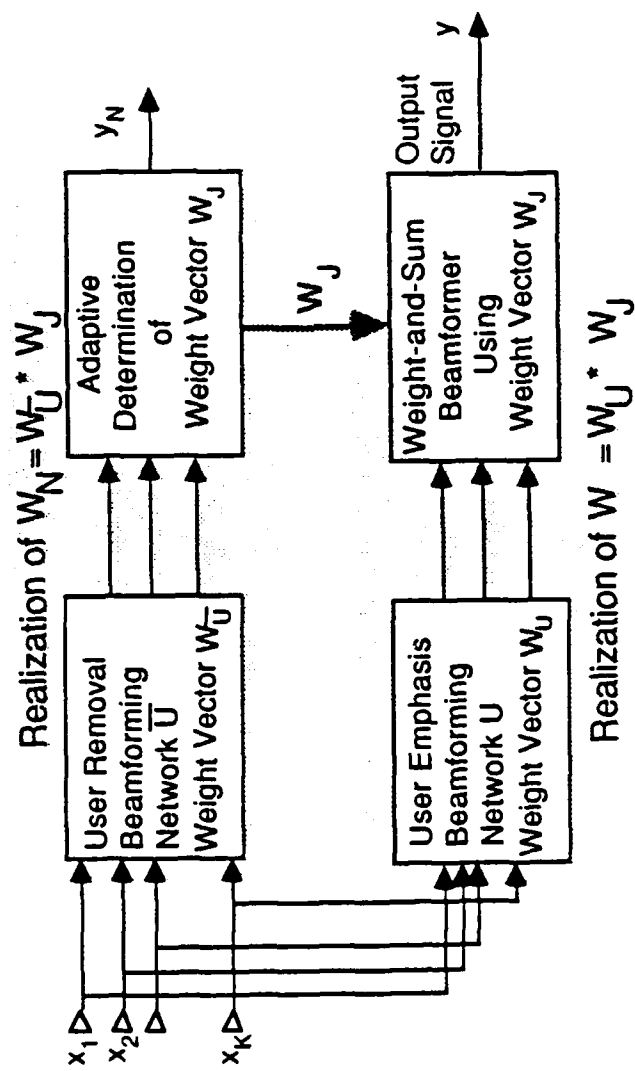 Realization of W_N = W_U̅ * W_J
x_1
x_2
x_K
User Removal
Beamforming
Network U̅
Weight Vector W_U̅
Adaptive
Determination
of
Weight Vector W_J
y_N
W_J
User Emphasis
Beamforming
Network U
Weight Vector W_U
Weight-and-Sum
Beamformer
Using
Weight Vector W_J
Output
Signal
y
Realization of W = W_U * W_J